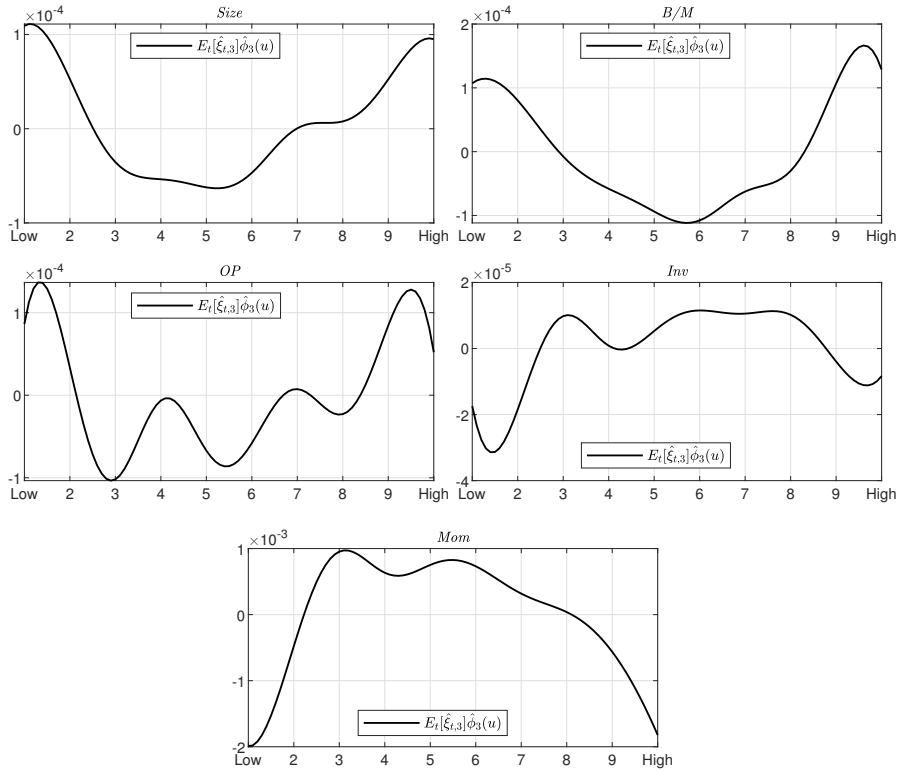 Size
×10⁻⁴
E_t[ξ̂_{t,3}]φ̂_3(u)
1
0
-1
Low 2 3 4 5 6 7 8 9 High
B/M
2 ×10⁻⁴
E_t[ξ̂_{t,3}]φ̂_3(u)
1
0
-1
Low 2 3 4 5 6 7 8 9 High
OP
×10⁻⁴
E_t[ξ̂_{t,3}]φ̂_3(u)
1
0
-1
Low 2 3 4 5 6 7 8 9 High
Inv
2 ×10⁻⁵
0
-2
E_t[ξ̂_{t,3}]φ̂_3(u)
-4
Low 2 3 4 5 6 7 8 9 High
Mom
1 ×10⁻³
0
-1
E_t[ξ̂_{t,3}]φ̂_3(u)
-2
Low 2 3 4 5 6 7 8 9 High